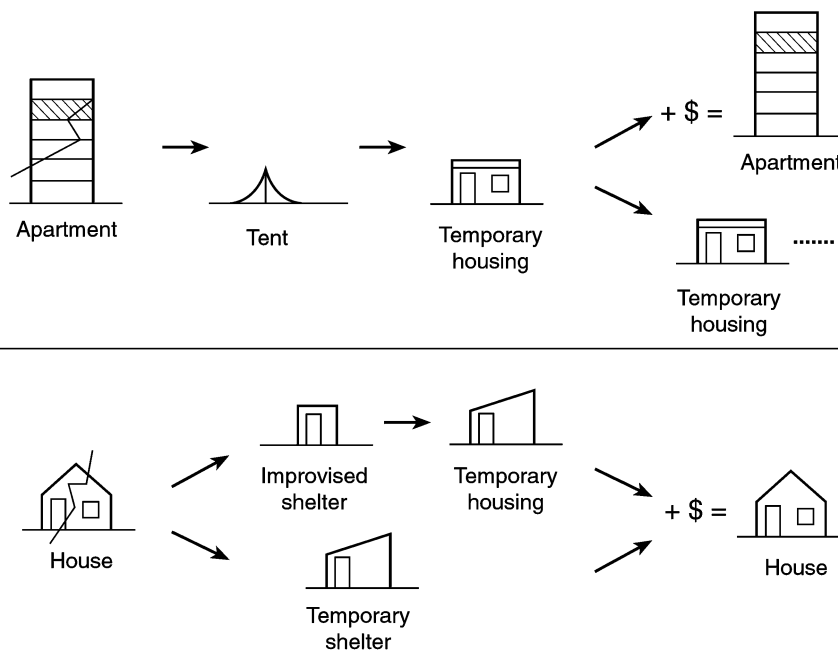 + $ =
Apartment
Apartment
Tent
Temporary
housing
Temporary
housing
Improvised
shelter
Temporary
housing
+ $ =
House
House
Temporary
shelter